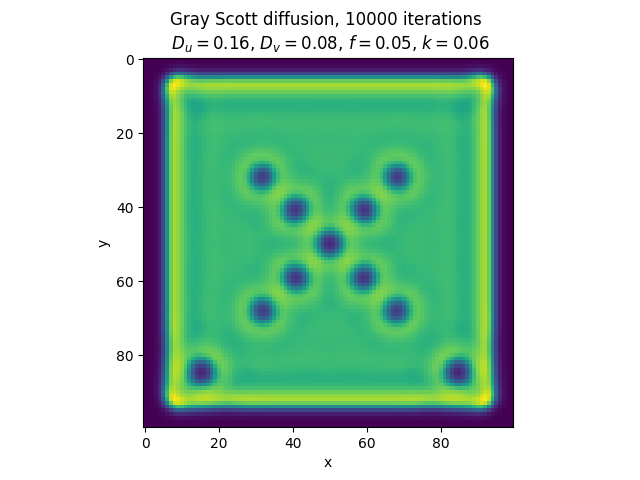 Gray Scott diffusion, 10000 iterations
$D_u = 0.16, D_v = 0.08, f = 0.05, k = 0.06$
0
20
40
60
80
y
0 20 40 60 80
x